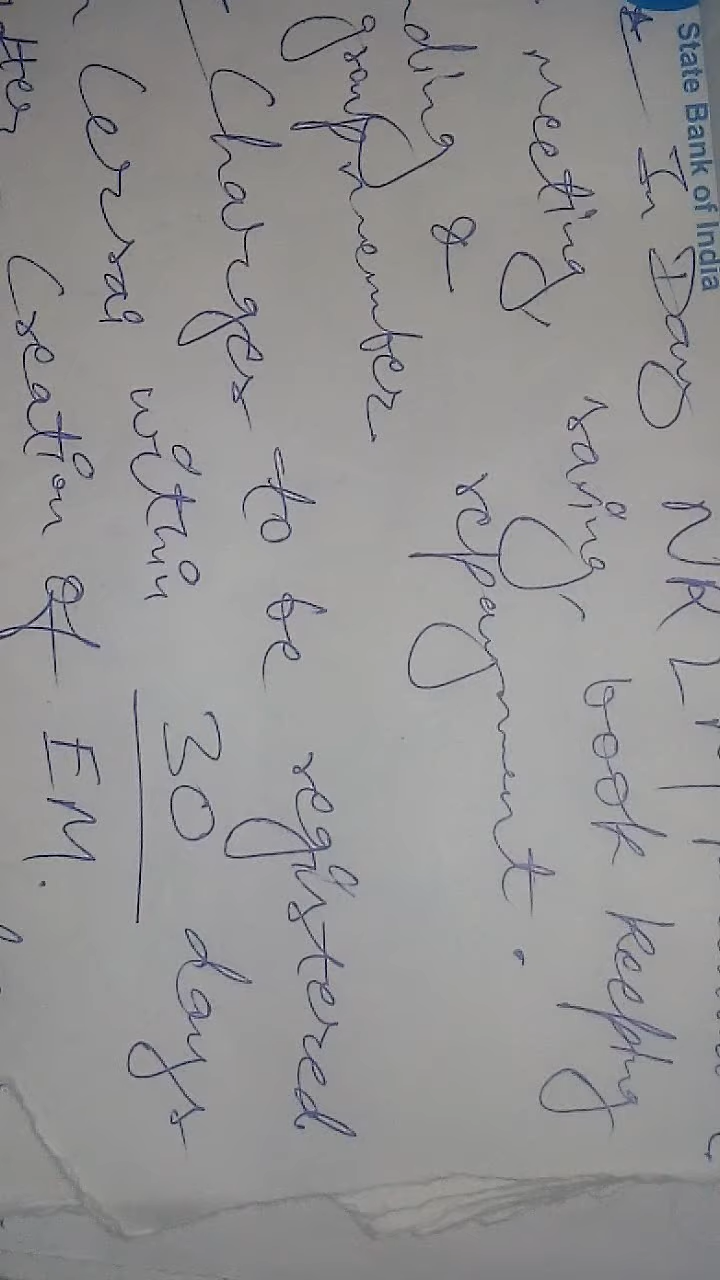 State Bank of India
In Day NRLM
meeting saving, book keeping
ding & repayment.
group member
Charges to be registered
Cersai within 30 days
Creation of EM.